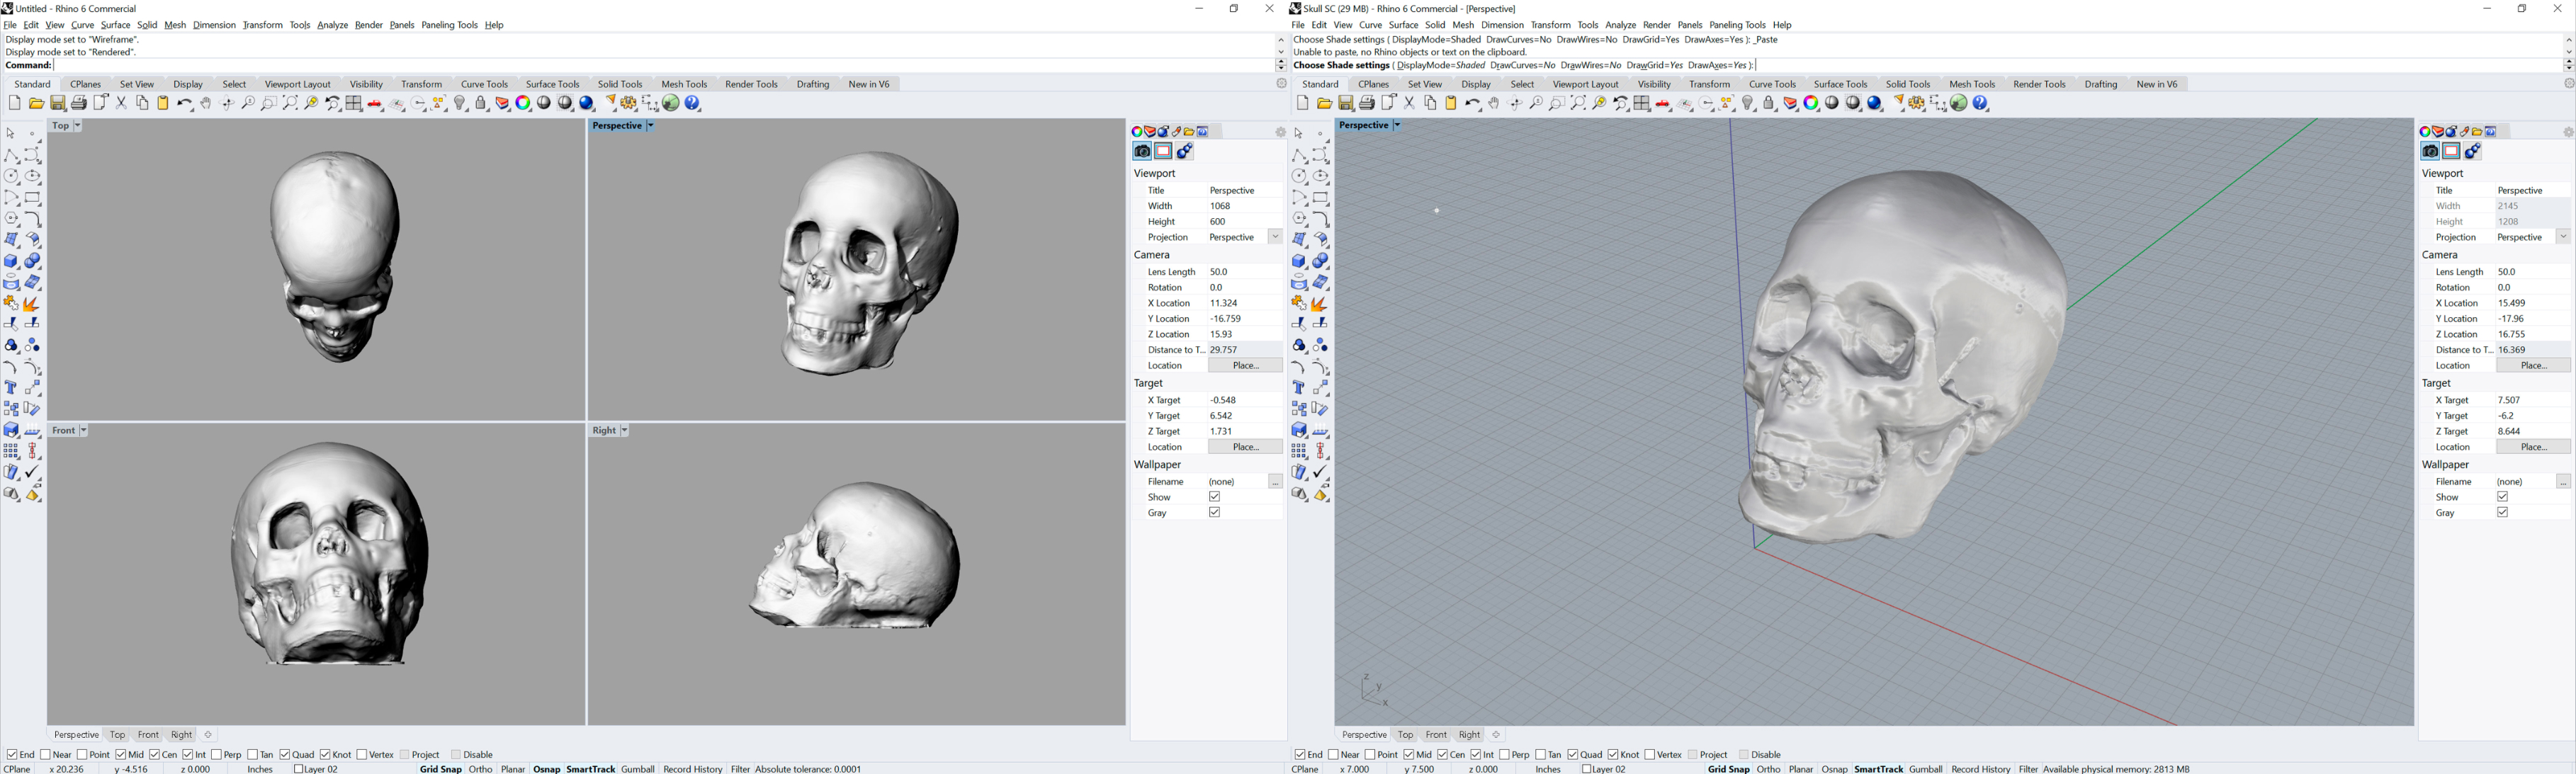 Untitled - Rhino 6 Commercial
File Edit View Curve Surface Solid Mesh Dimension Transform Tools Analyze Render Panels Paneling Tools Help
Display mode set to "Wireframe".
Display mode set to "Rendered".
Command:
Standard CPlanes Set View Display Select Viewport Layout Visibility Transform Curve Tools Surface Tools Solid Tools Mesh Tools Render Tools Drafting New in V6
Top
Perspective
Front
Right
Viewport
Title Perspective
Width 1068
Height 600
Projection Perspective
Camera
Lens Length 50.0
Rotation 0.0
X Location 11.324
Y Location -16.759
Z Location 15.93
Distance to T... 29.757
Location Place...
Target
X Target -0.548
Y Target 6.542
Z Target 1.731
Location Place...
Wallpaper
Filename (none) ...
Show
Gray
Perspective Top Front Right
End Near Point Mid Cen Int Perp Tan Quad Knot Vertex Project Disable
CPlane x 20.236 y -4.516 z 0.000 Inches Layer 02 Grid Snap Ortho Planar Osnap SmartTrack Gumball Record History Filter Absolute tolerance: 0.0001
Skull SC (29 MB) - Rhino 6 Commercial - [Perspective]
File Edit View Curve Surface Solid Mesh Dimension Transform Tools Analyze Render Panels Paneling Tools Help
Choose Shade settings ( DisplayMode=Shaded DrawCurves=No DrawWires=No DrawGrid=Yes DrawAxes=Yes ): _Paste
Unable to paste, no Rhino objects or text on the clipboard.
Choose Shade settings ( DisplayMode=Shaded DrawCurves=No DrawWires=No DrawGrid=Yes DrawAxes=Yes ):
Standard CPlanes Set View Display Select Viewport Layout Visibility Transform Curve Tools Surface Tools Solid Tools Mesh Tools Render Tools Drafting New in V6
Perspective
z
y
x
Viewport
Title Perspective
Width 2145
Height 1208
Projection Perspective
Camera
Lens Length 50.0
Rotation 0.0
X Location 15.499
Y Location -17.96
Z Location 16.755
Distance to T... 16.369
Location Place...
Target
X Target 7.507
Y Target -6.2
Z Target 8.644
Location Place...
Wallpaper
Filename (none) ...
Show
Gray
Perspective Top Front Right
End Near Point Mid Cen Int Perp Tan Quad Knot Vertex Project Disable
CPlane x 7.000 y 7.500 z 0.000 Inches Layer 02 Grid Snap Ortho Planar Osnap SmartTrack Gumball Record History Filter Available physical memory: 2813 MB